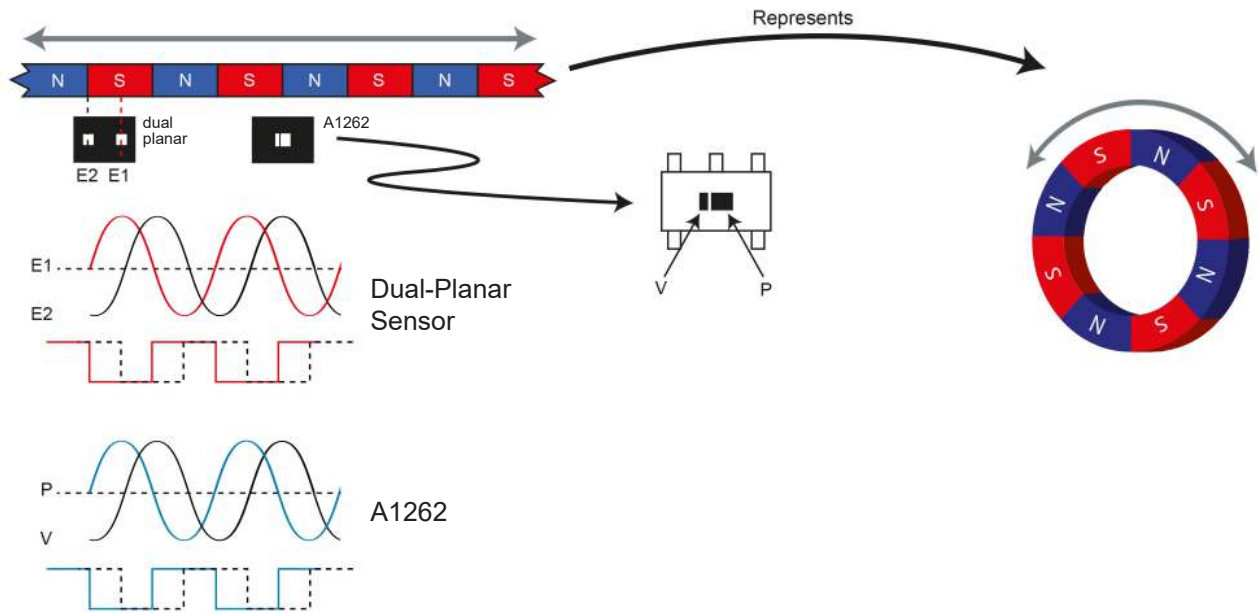 Represents
N S N S N S N S
dual
planar
A1262
E2 E1
V
P
S
N
N
S
S
N
N
S
E1
E2
Dual-Planar
Sensor
P
V
A1262